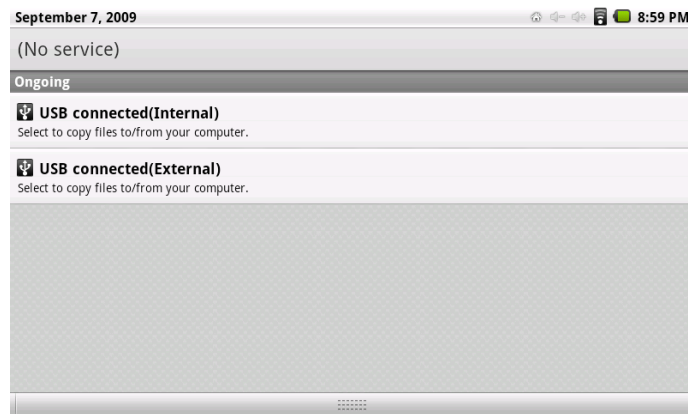 September 7, 2009 8:59 PM
(No service)
Ongoing
USB connected(Internal)
Select to copy files to/from your computer.
USB connected(External)
Select to copy files to/from your computer.